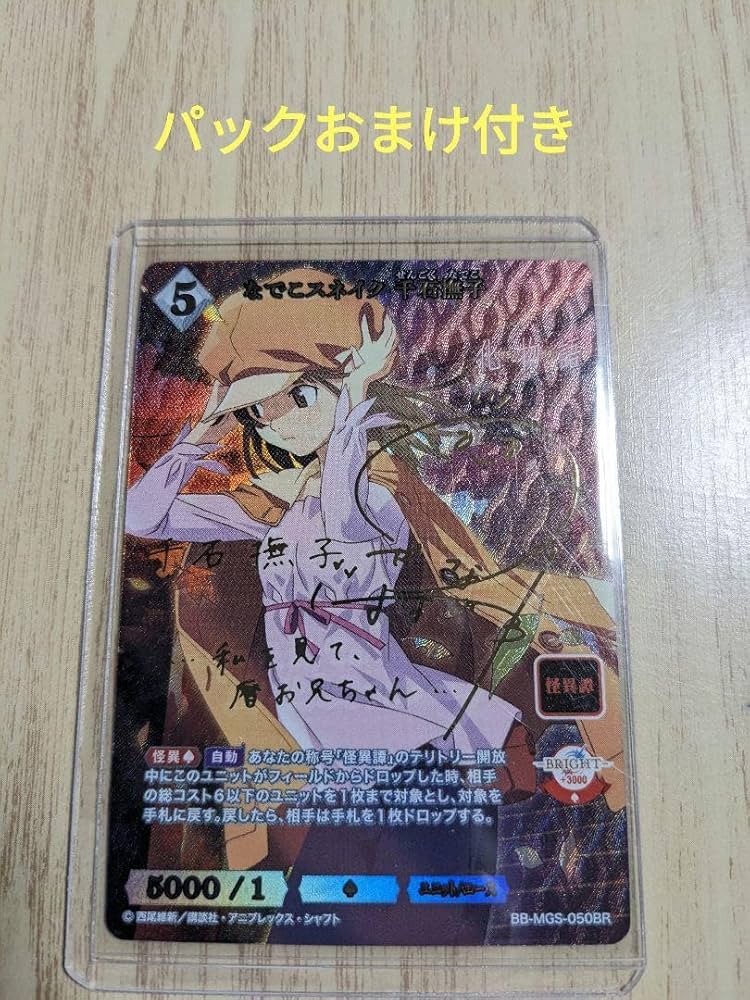 パックおまけ付き
5
せんごく なでこ
なでこスネイク 千石撫子
千石撫子
…私を見て、
暦お兄ちゃん…
怪異譚
怪異♠ 自動 あなたの称号「怪異譚」のテリトリー開放
中にこのユニットがフィールドからドロップした時、相手
の総コスト6以下のユニットを1枚まで対象とし、対象を
手札に戻す。戻したら、相手は手札を1枚ドロップする。
BRIGHT
+3000
5000 / 1
♠
©西尾維新/講談社・アニプレックス・シャフト
BB-MGS-050BR